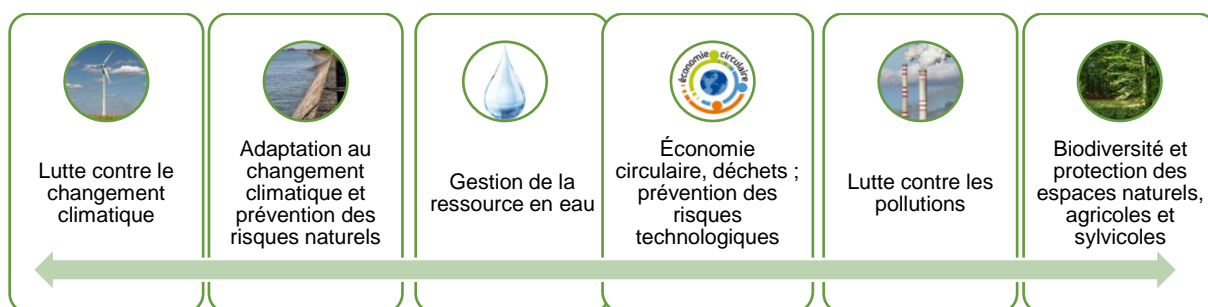 économie circulaire
Lutte contre le
changement
climatique
Adaptation au
changement
climatique et
prévention des
risques naturels
Gestion de la
ressource en eau
Économie
circulaire, déchets ;
prévention des
risques
technologiques
Lutte contre les
pollutions
Biodiversité et
protection des
espaces naturels,
agricoles et
sylvicoles